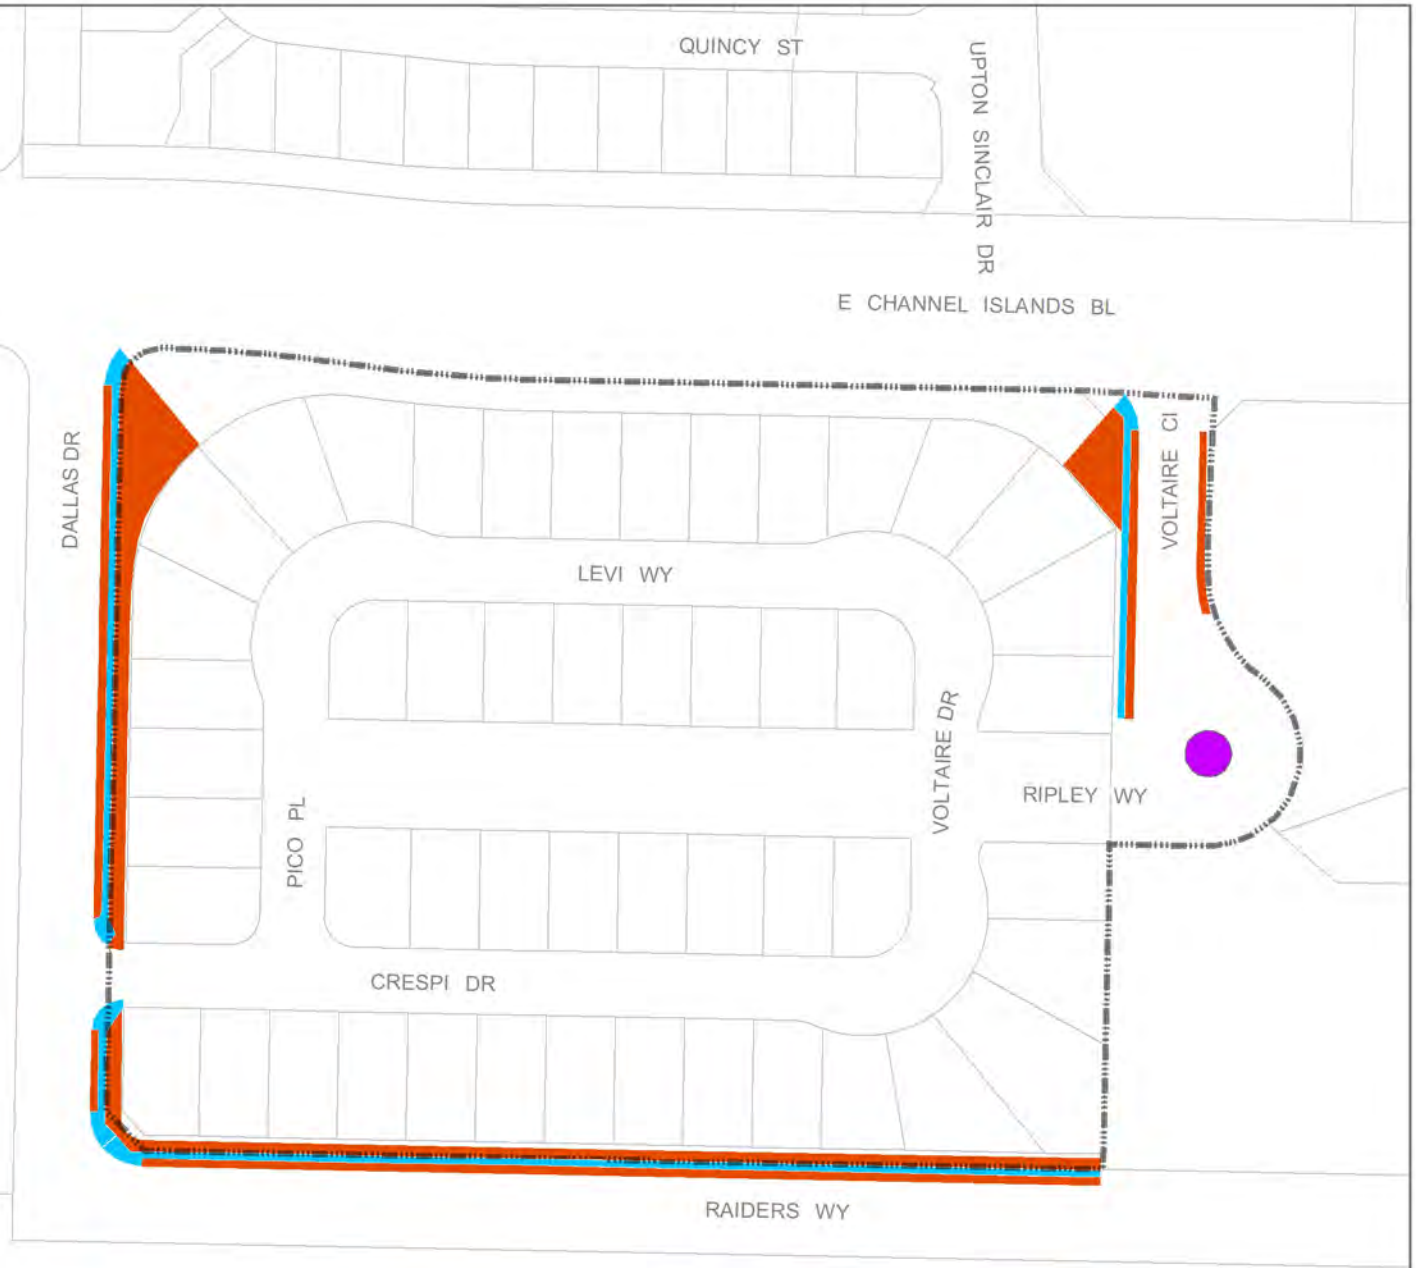 QUINCY ST
UPTON SINCLAIR DR
E CHANNEL ISLANDS BL
DALLAS DR
VOLTAIRE CI
LEVI WY
VOLTAIRE DR
RIPLEY WY
PICO PL
CRESPI DR
RAIDERS WY